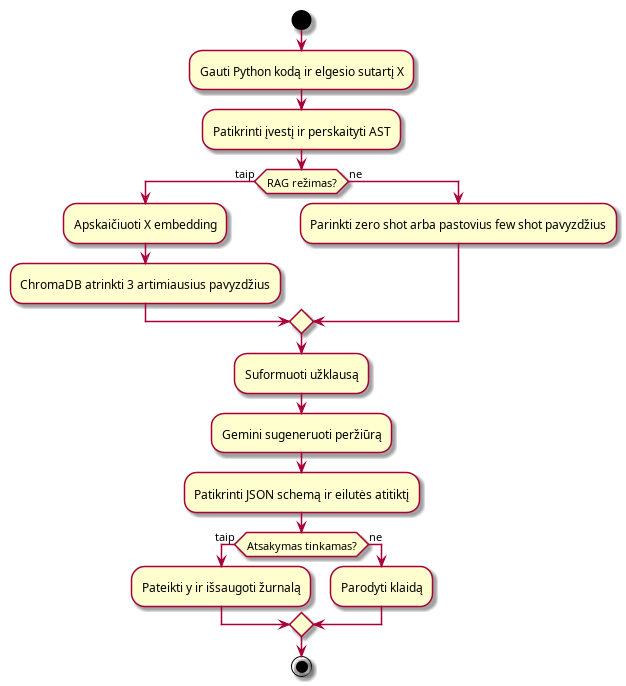 Gauti Python kodą ir elgesio sutartį X
Patikrinti įvestį ir perskaityti AST
taip
RAG režimas?
ne
Apskaičiuoti X embedding
Parinkti zero shot arba pastovius few shot pavyzdžius
ChromaDB atrinkti 3 artimiausius pavyzdžius
Suformuoti užklausą
Gemini sugeneruoti peržiūrą
Patikrinti JSON schemą ir eilutės atitiktį
taip
Atsakymas tinkamas?
ne
Pateikti y ir išsaugoti žurnalą
Parodyti klaidą